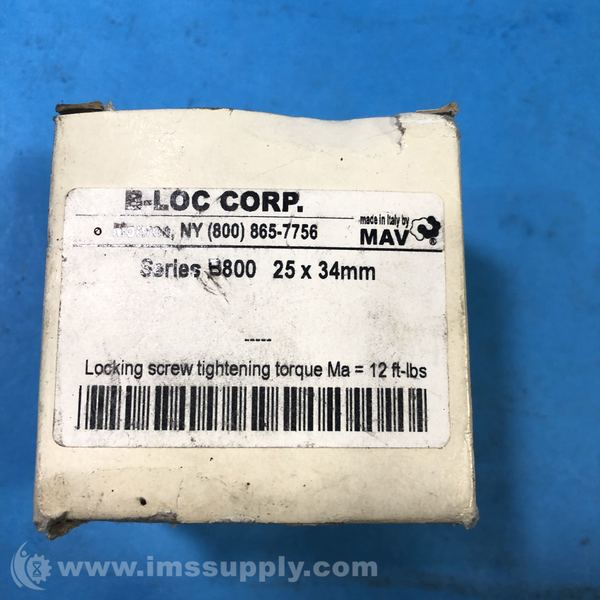 B-LOC CORP.
NY (800) 865-7756
made in Italy by
MAV ®
Series B800 25 x 34mm
-----
Locking screw tightening torque Ma = 12 ft-lbs
www.imssupply.com